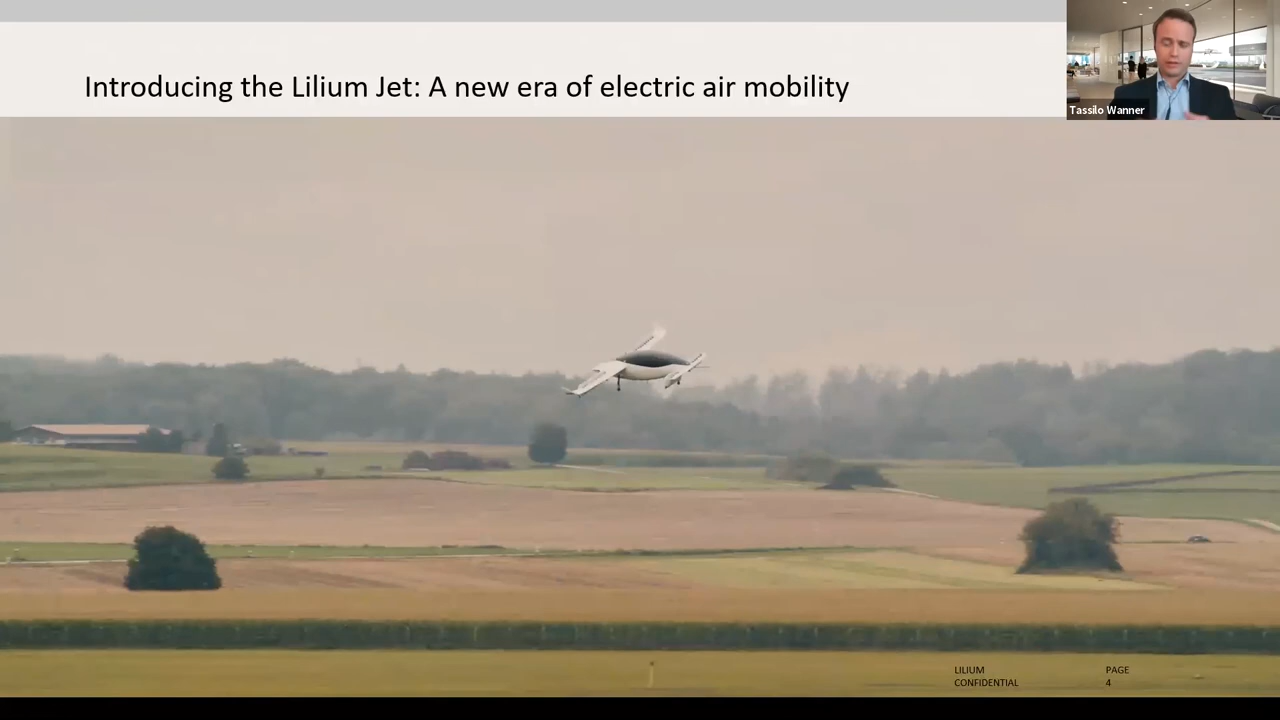 Introducing the Lilium Jet: A new era of electric air mobility
Tassilo Wanner
LILIUM
CONFIDENTIAL
PAGE
4